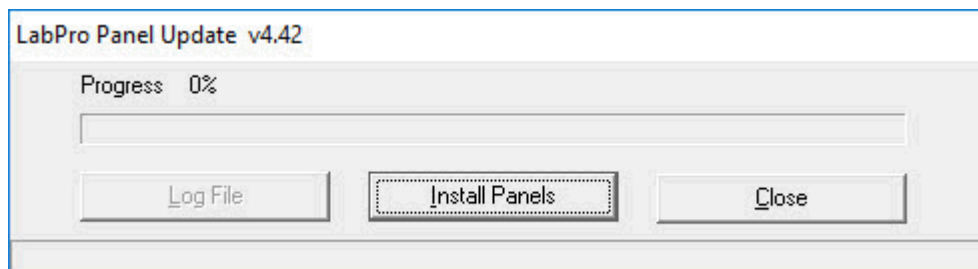 LabPro Panel Update v4.42
Progress 0%
Log File Install Panels Close